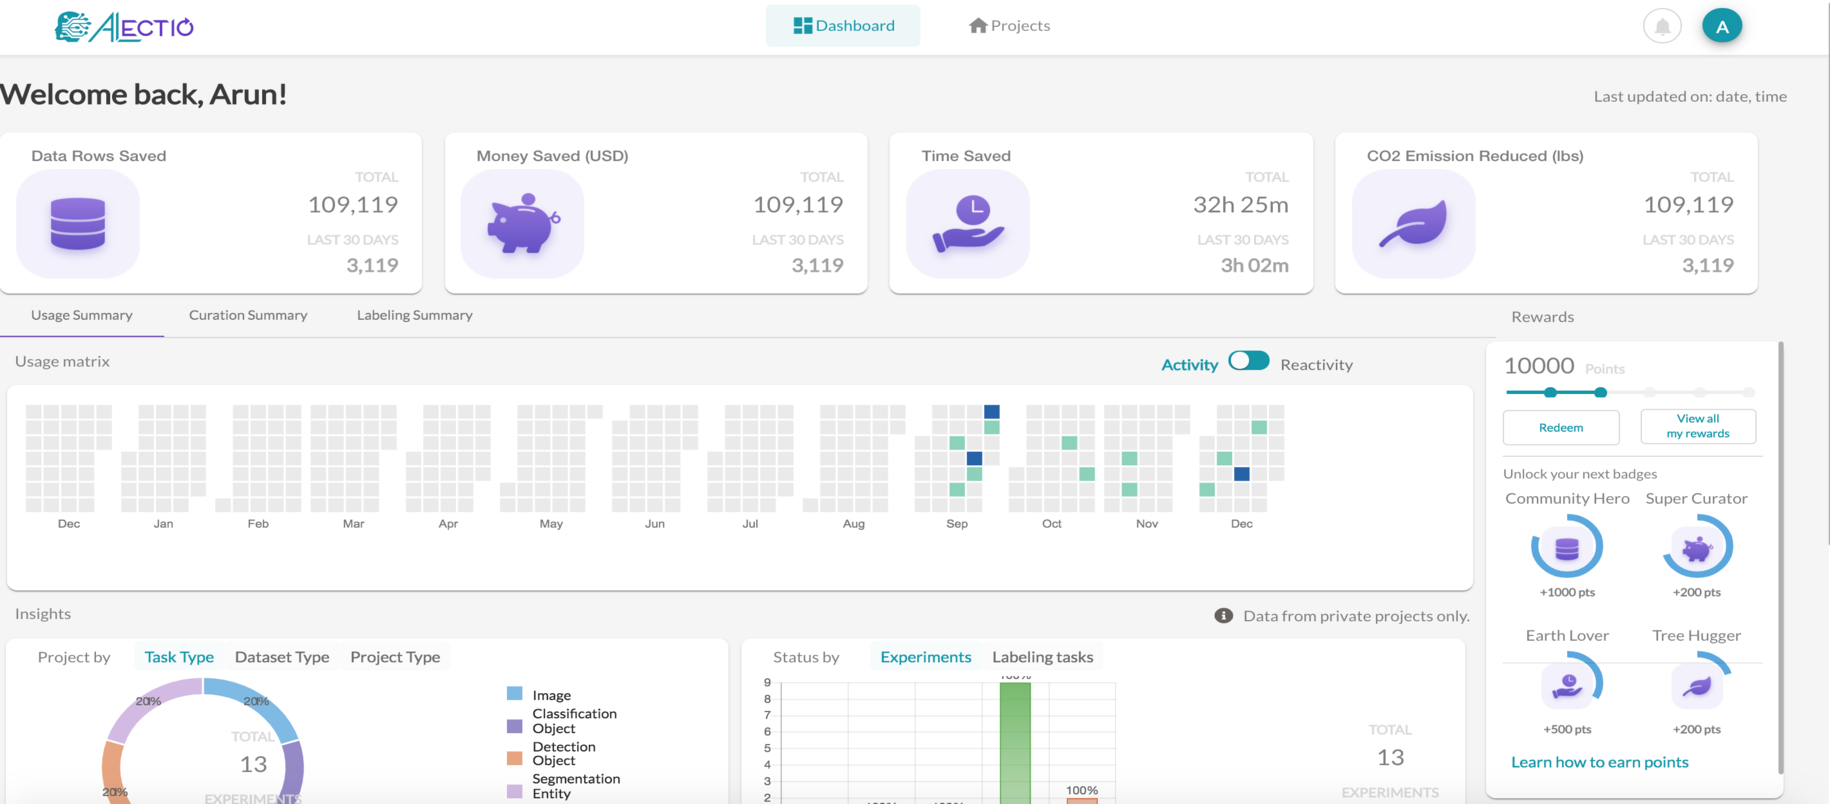 ALECTIO
Dashboard
Projects
A
Welcome back, Arun!
Last updated on: date, time
Data Rows Saved
TOTAL
109,119
LAST 30 DAYS
3,119
Money Saved (USD)
TOTAL
109,119
LAST 30 DAYS
3,119
Time Saved
TOTAL
32h 25m
LAST 30 DAYS
3h 02m
CO2 Emission Reduced (lbs)
TOTAL
109,119
LAST 30 DAYS
3,119
Usage Summary
Curation Summary
Labeling Summary
Usage matrix
Activity
Reactivity
Dec
Jan
Feb
Mar
Apr
May
Jun
Jul
Aug
Sep
Oct
Nov
Dec
Rewards
10000 Points
Redeem
View all
my rewards
Unlock your next badges
Community Hero
Super Curator
+1000 pts
+200 pts
Earth Lover
Tree Hugger
+500 pts
+200 pts
Learn how to earn points
Insights
Data from private projects only.
Project by
Task Type
Dataset Type
Project Type
20%
20%
20%
TOTAL
13
EXPERIMENTS
Image
Classification
Object
Detection
Object
Segmentation
Entity
Status by
Experiments
Labeling tasks
9
8
7
6
5
4
3
2
100%
100%
TOTAL
13
EXPERIMENTS